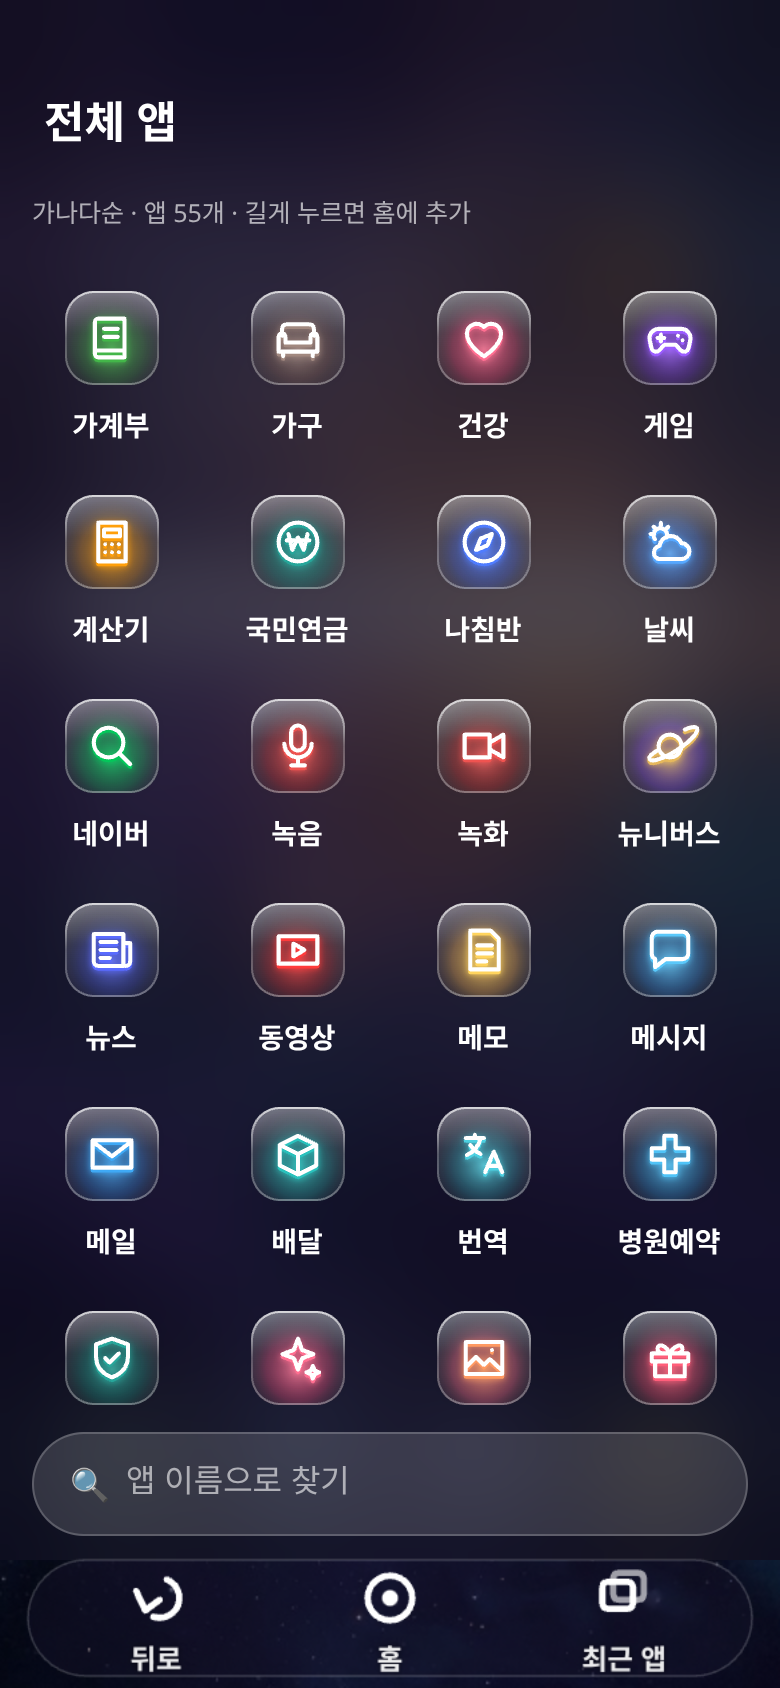 전체 앱
가나다순 · 앱 55개 · 길게 누르면 홈에 추가
가계부 가구 건강 게임
계산기 국민연금 나침반 날씨
네이버 녹음 녹화 뉴니버스
뉴스 동영상 메모 메시지
메일 배달 번역 병원예약
앱 이름으로 찾기
뒤로 홈 최근 앱